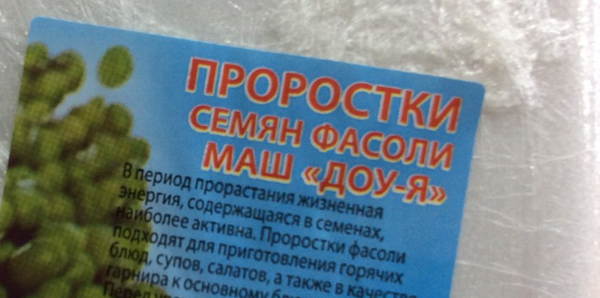 ПРОРОСТКИ
СЕМЯН ФАСОЛИ
МАШ «ДОУ-Я»
В период прорастания жизненная
энергия, содержащаяся в семенах,
наиболее активна. Проростки фасоли
подходят для приготовления горячих
блюд, супов, салатов, а также в качестве
гарнира к основному